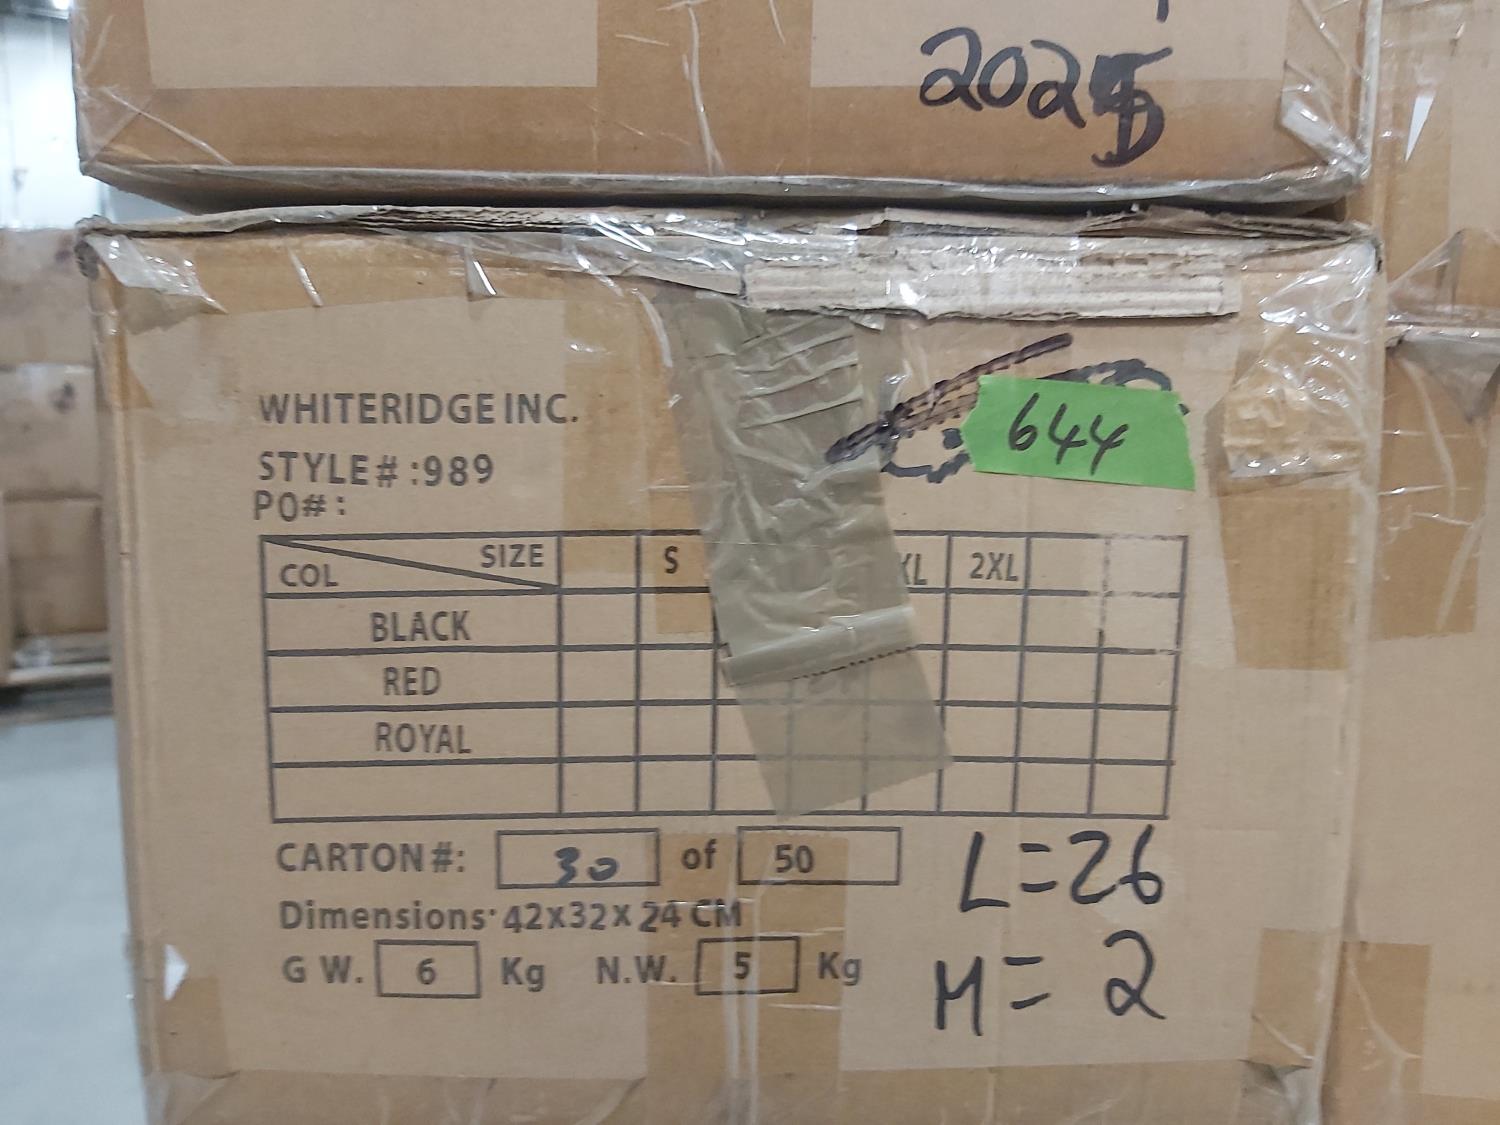 2025
644
WHITERIDGE INC.
STYLE# :989
PO# :
SIZE S XL 2XL
COL
BLACK
RED
ROYAL
CARTON#: 30 of 50
L=26
Dimensions: 42x32x24 CM
G W. 6 Kg N.W. 5 Kg
M=2